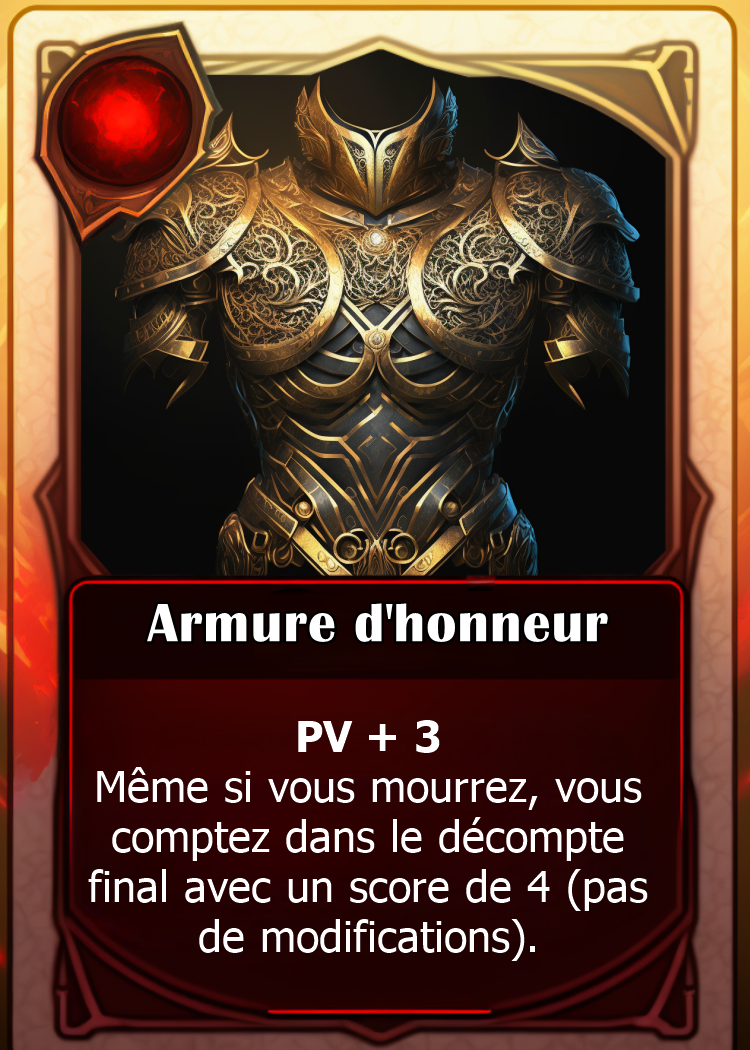 Armure d'honneur
PV + 3
Même si vous mourrez, vous
comptez dans le décompte
final avec un score de 4 (pas
de modifications).